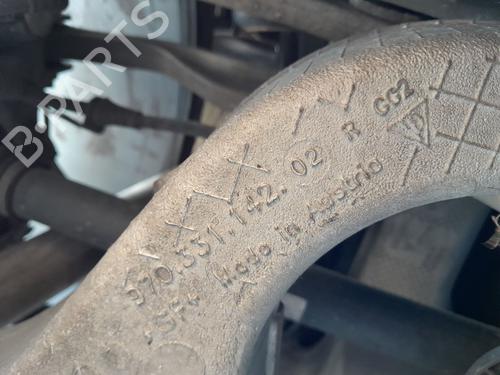 B-PARTS
970.331.142.02 R GG2
Made in Austria